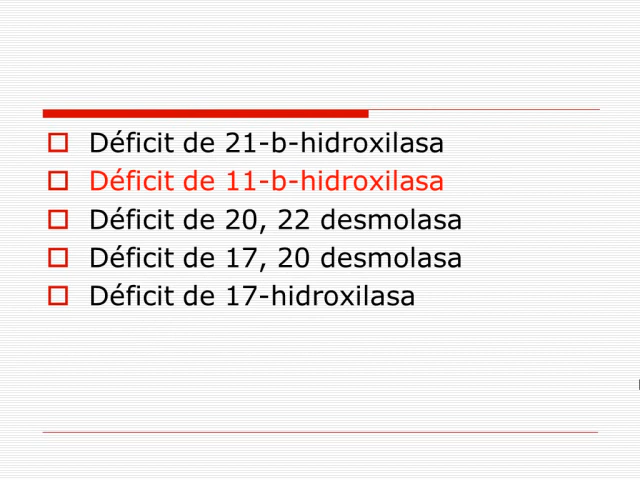 Déficit de 21-b-hidroxilasa
Déficit de 11-b-hidroxilasa
Déficit de 20, 22 desmolasa
Déficit de 17, 20 desmolasa
Déficit de 17-hidroxilasa